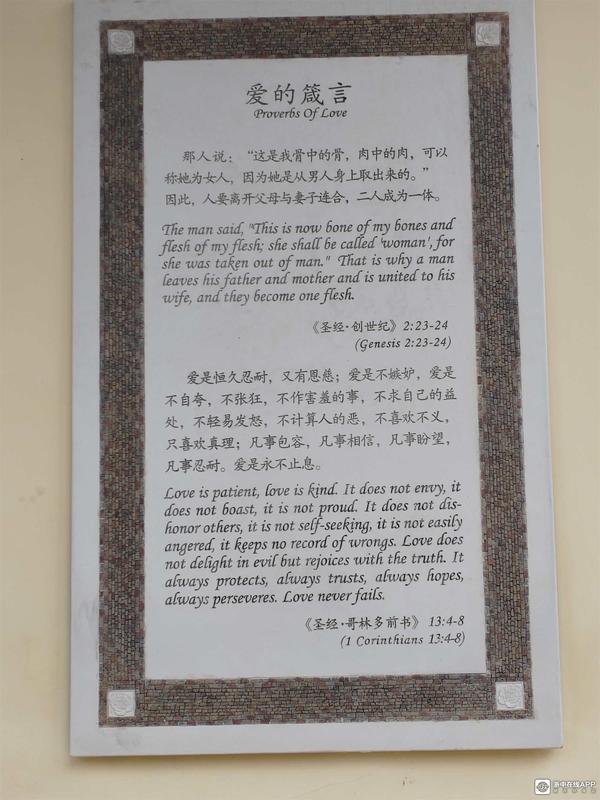 爱的箴言
Proverbs Of Love
那人说：“这是我骨中的骨，肉中的肉，可以
称她为女人，因为她是从男人身上取出来的。”
因此，人要离开父母与妻子连合，二人成为一体。
The man said, "This is now bone of my bones and
flesh of my flesh; she shall be called 'woman', for
she was taken out of man." That is why a man
leaves his father and mother and is united to his
wife, and they become one flesh.
《圣经·创世纪》2:23-24
(Genesis 2:23-24)
爱是恒久忍耐，又有恩慈；爱是不嫉妒，爱是
不自夸，不张狂，不作害羞的事，不求自己的益
处，不轻易发怒，不计算人的恶，不喜欢不义，
只喜欢真理；凡事包容，凡事相信，凡事盼望，
凡事忍耐。爱是永不止息。
Love is patient, love is kind. It does not envy, it
does not boast, it is not proud. It does not dis-
honor others, it is not self-seeking, it is not easily
angered, it keeps no record of wrongs. Love does
not delight in evil but rejoices with the truth. It
always protects, always trusts, always hopes,
always perseveres. Love never fails.
《圣经·哥林多前书》13:4-8
(1 Corinthians 13:4-8)
浙中在线APP